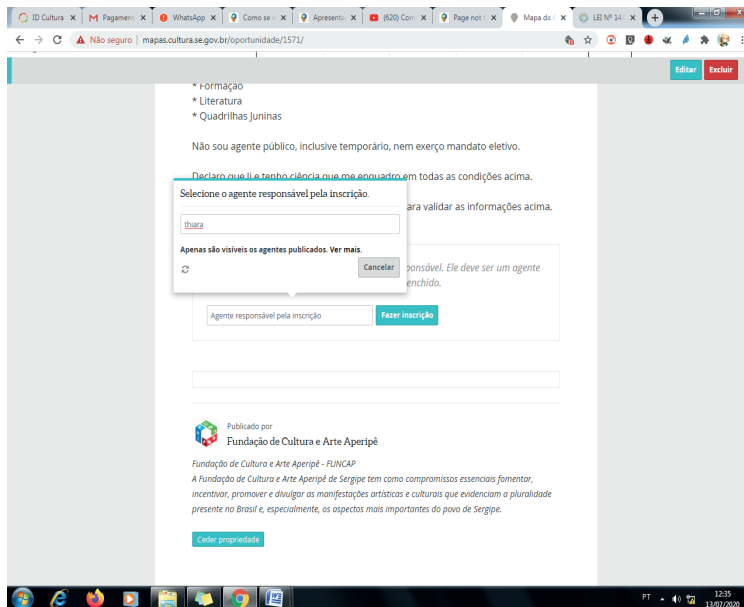 ID Cultura
Pagament
WhatsApp
Como se
Apresenta
(620) Com
Page not
Mapa da C
LEI Nº 14.
Não seguro | mapas.cultura.se.gov.br/oportunidade/1571/
Editar
Excluir
* Formação
* Literatura
* Quadrilhas Juninas
Não sou agente público, inclusive temporário, nem exerço mandato eletivo.
Declaro que li e tenho ciência que me enquadro em todas as condições acima.
ara validar as informações acima.
Selecione o agente responsável pela inscrição.
thiara
Apenas são visíveis os agentes publicados. Ver mais.
Cancelar
ponsável. Ele deve ser um agente
enchido.
Agente responsável pela inscrição
Fazer inscrição
Publicado por
Fundação de Cultura e Arte Aperipê
Fundação de Cultura e Arte Aperipê - FUNCAP
A Fundação de Cultura e Arte Aperipê de Sergipe tem como compromissos essenciais fomentar,
incentivar, promover e divulgar as manifestações artísticas e culturais que evidenciam a pluralidade
presente no Brasil e, especialmente, os aspectos mais importantes do povo de Sergipe.
Ceder propriedade
PT
12:35
13/07/2020